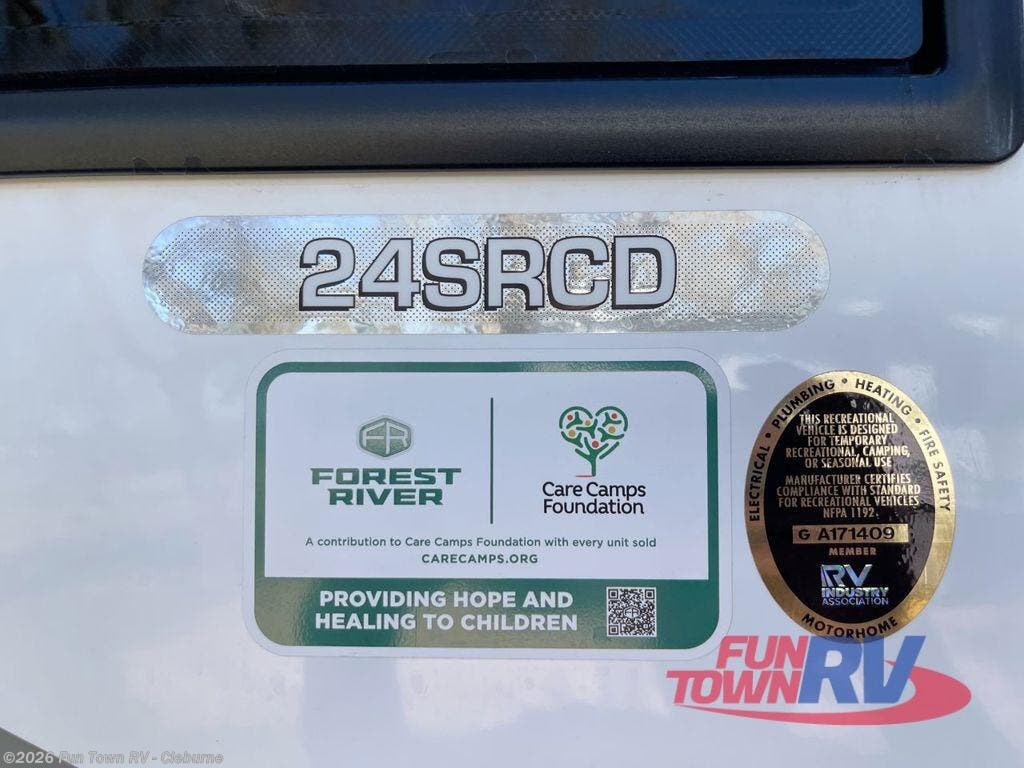 24SRCD
FR
FOREST
RIVER
Care Camps
Foundation
A contribution to Care Camps Foundation with every unit sold
CARECAMPS.ORG
PROVIDING HOPE AND
HEALING TO CHILDREN
ELECTRICAL • PLUMBING • HEATING • FIRE SAFETY
THIS RECREATIONAL
VEHICLE IS DESIGNED
FOR TEMPORARY
RECREATIONAL, CAMPING,
OR SEASONAL USE
MANUFACTURER CERTIFIES
COMPLIANCE WITH STANDARD
FOR RECREATIONAL VEHICLES
NFPA 1192
G A171409
MEMBER
RV
INDUSTRY
ASSOCIATION
MOTORHOME
FUN
TOWN RV
©2026 Fun Town RV - Cleburne